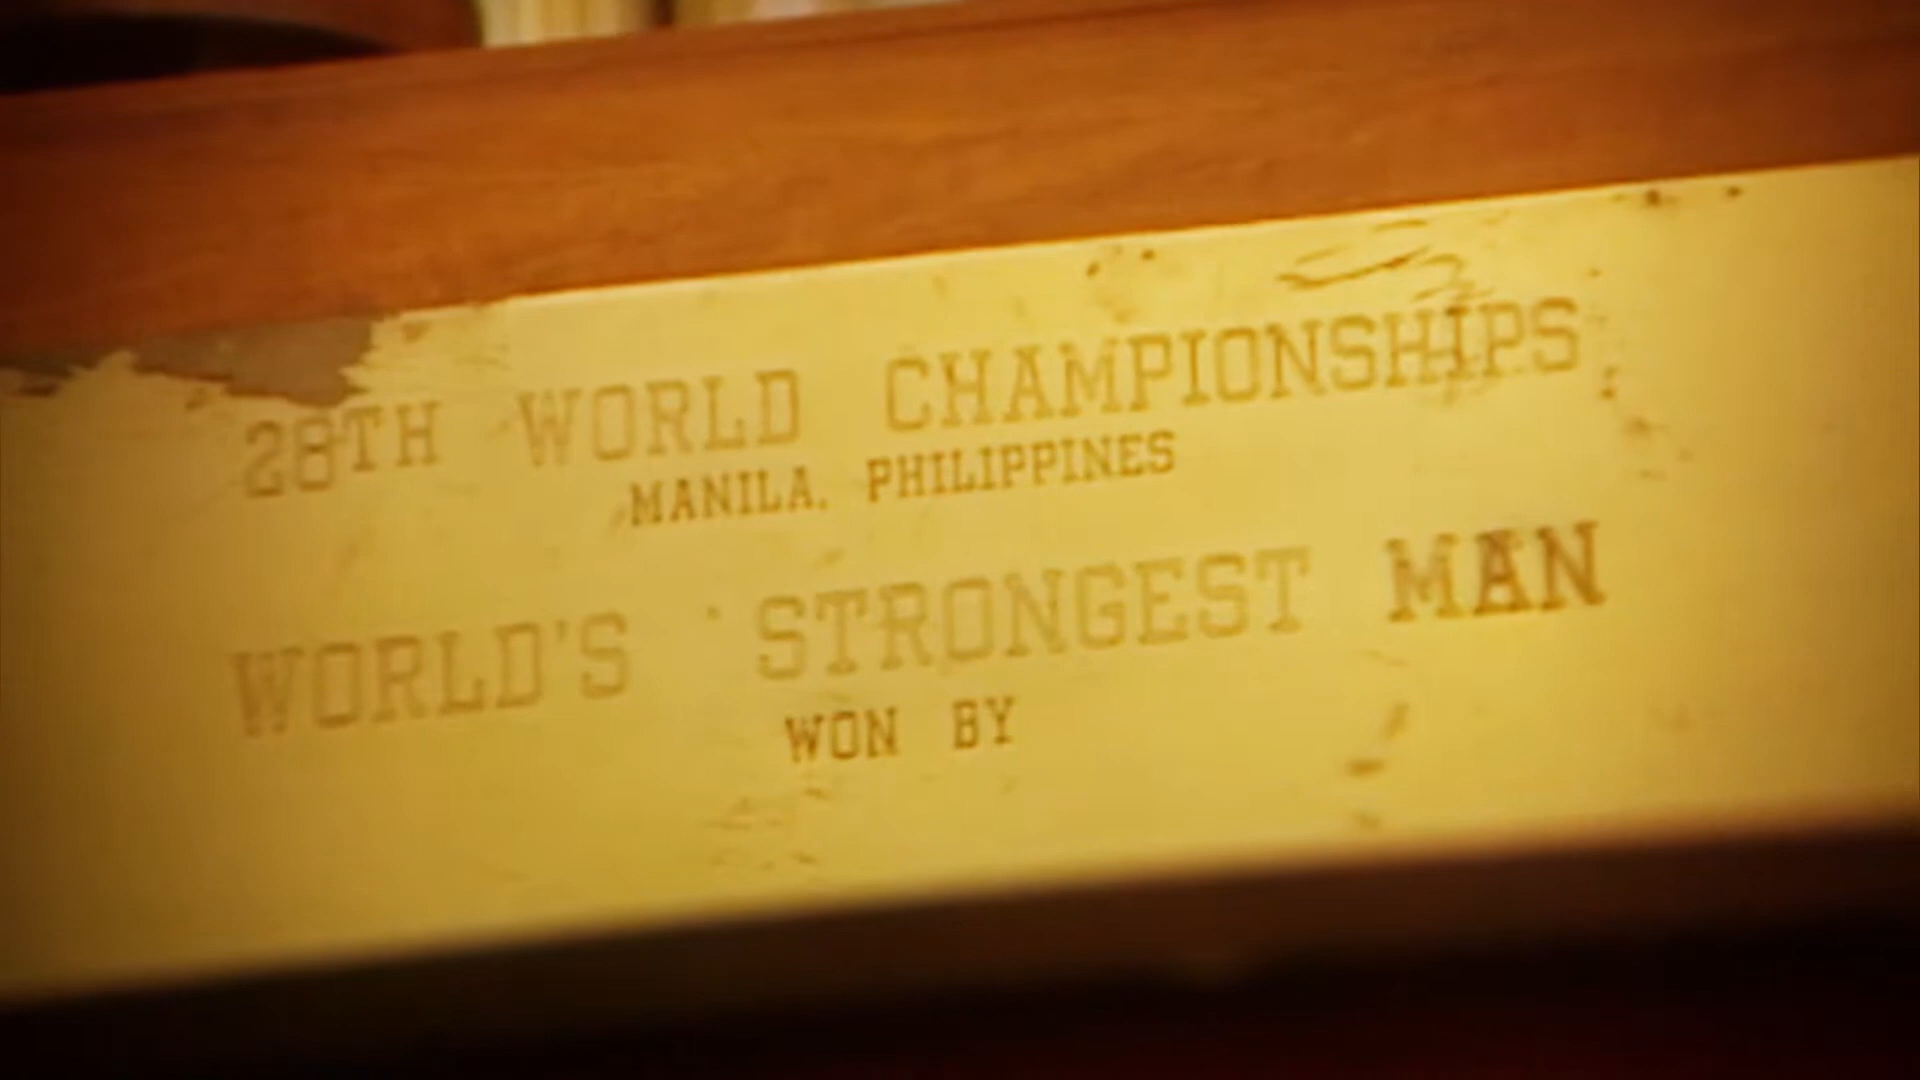 28TH WORLD CHAMPIONSHIPS
MANILA, PHILIPPINES
WORLD'S STRONGEST MAN
WON BY